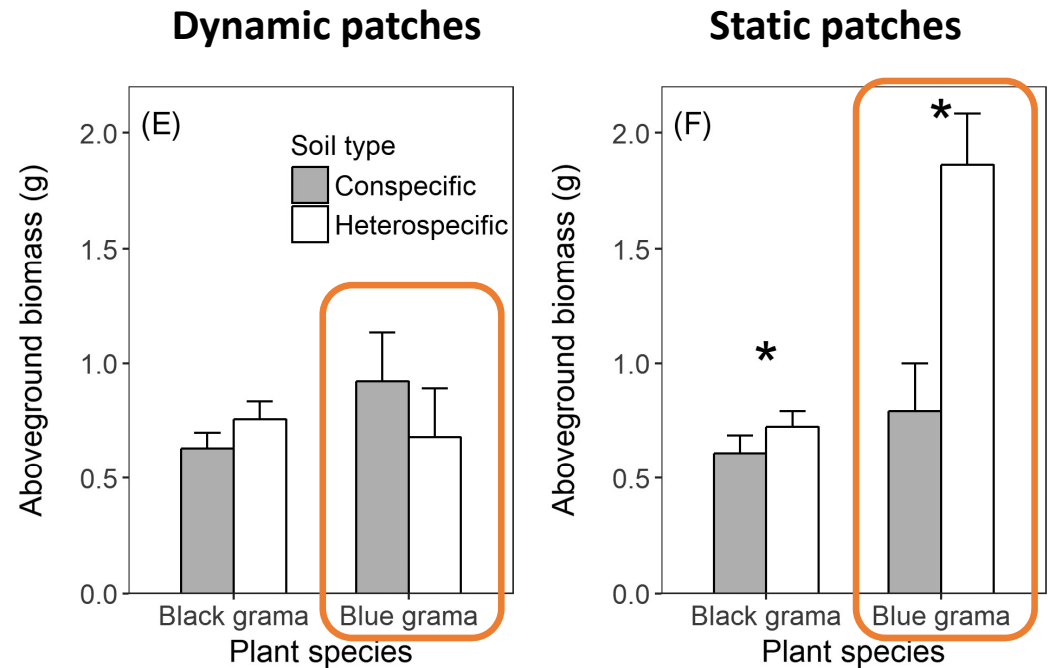 Dynamic patches
Static patches
(E)
Soil type
Conspecific
Heterospecific
Aboveground biomass (g)
2.0
1.5
1.0
0.5
0.0
Black grama
Blue grama
Plant species
(F)
*
*
Aboveground biomass (g)
2.0
1.5
1.0
0.5
0.0
Black grama
Blue grama
Plant species